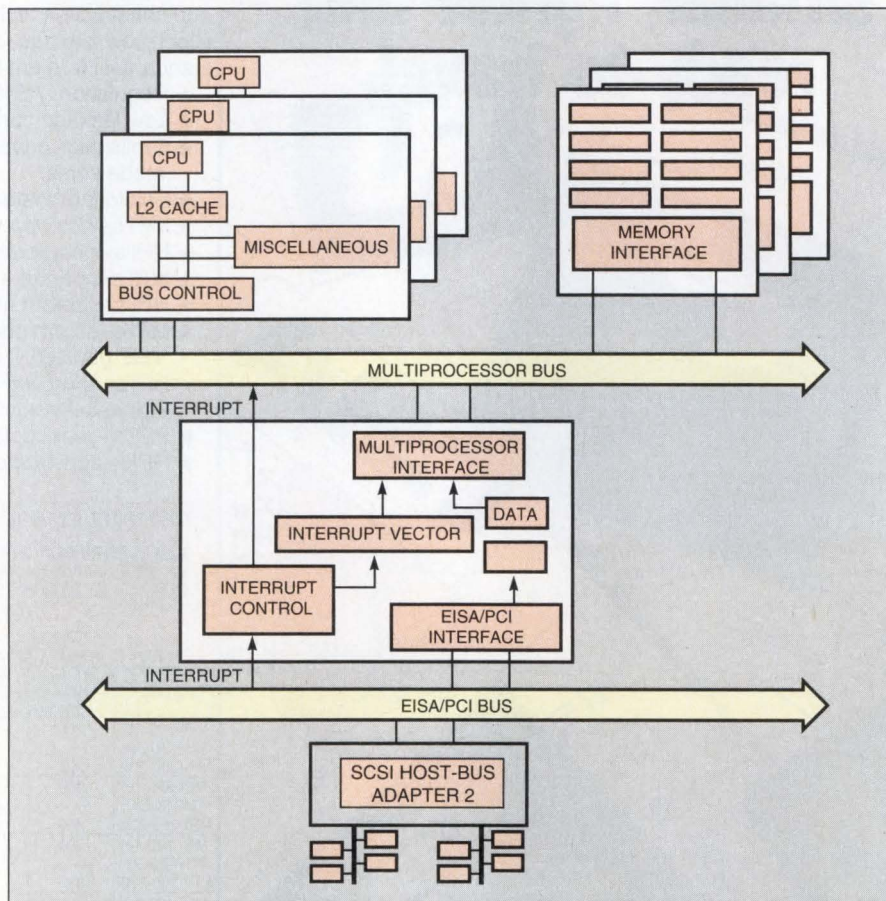 CPU
CPU
CPU
L2 CACHE
MISCELLANEOUS
BUS CONTROL
MEMORY
INTERFACE
MULTIPROCESSOR BUS
INTERRUPT
MULTIPROCESSOR
INTERFACE
DATA
INTERRUPT VECTOR
INTERRUPT
CONTROL
EISA/PCI
INTERFACE
INTERRUPT
EISA/PCI BUS
SCSI HOST-BUS
ADAPTER 2